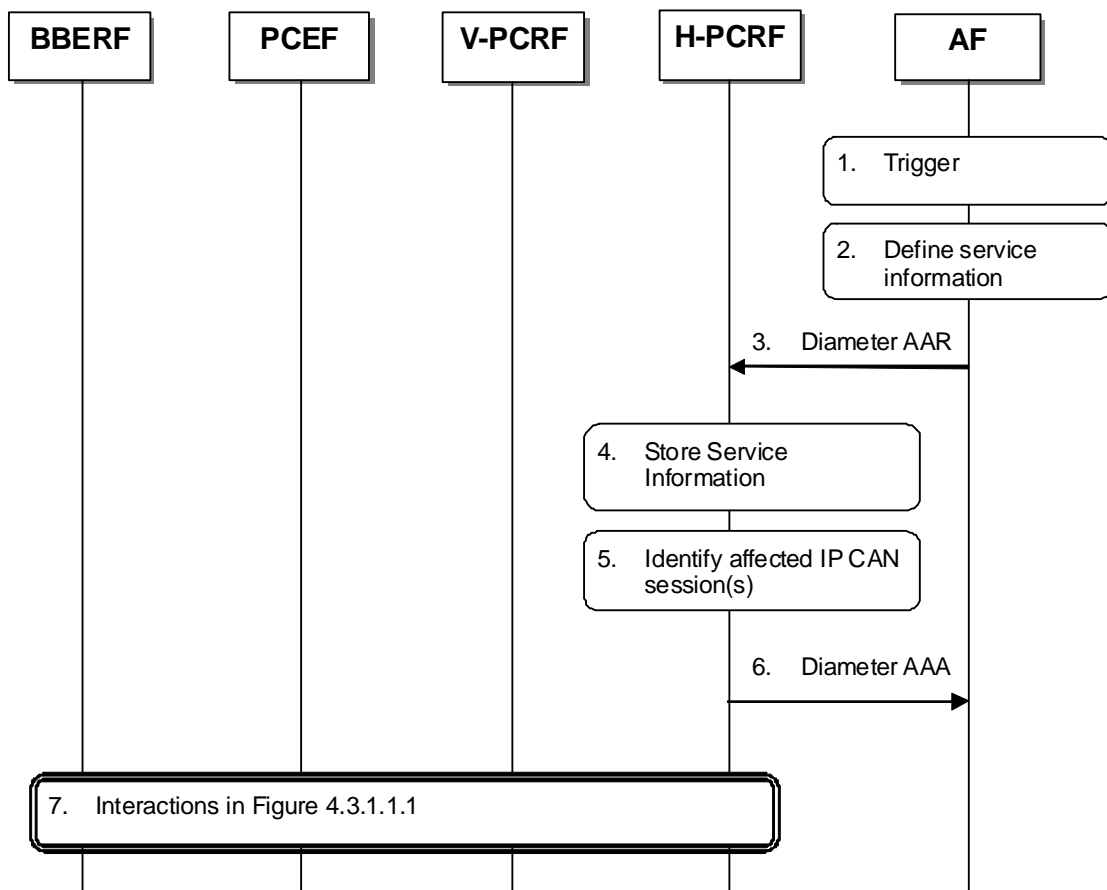 BBERF
PCEF
V-PCRF
H-PCRF
AF
1. Trigger
2. Define service
information
3. Diameter AAR
4. Store Service
Information
5. Identify affected IP CAN
session(s)
6. Diameter AAA
7. Interactions in Figure 4.3.1.1.1